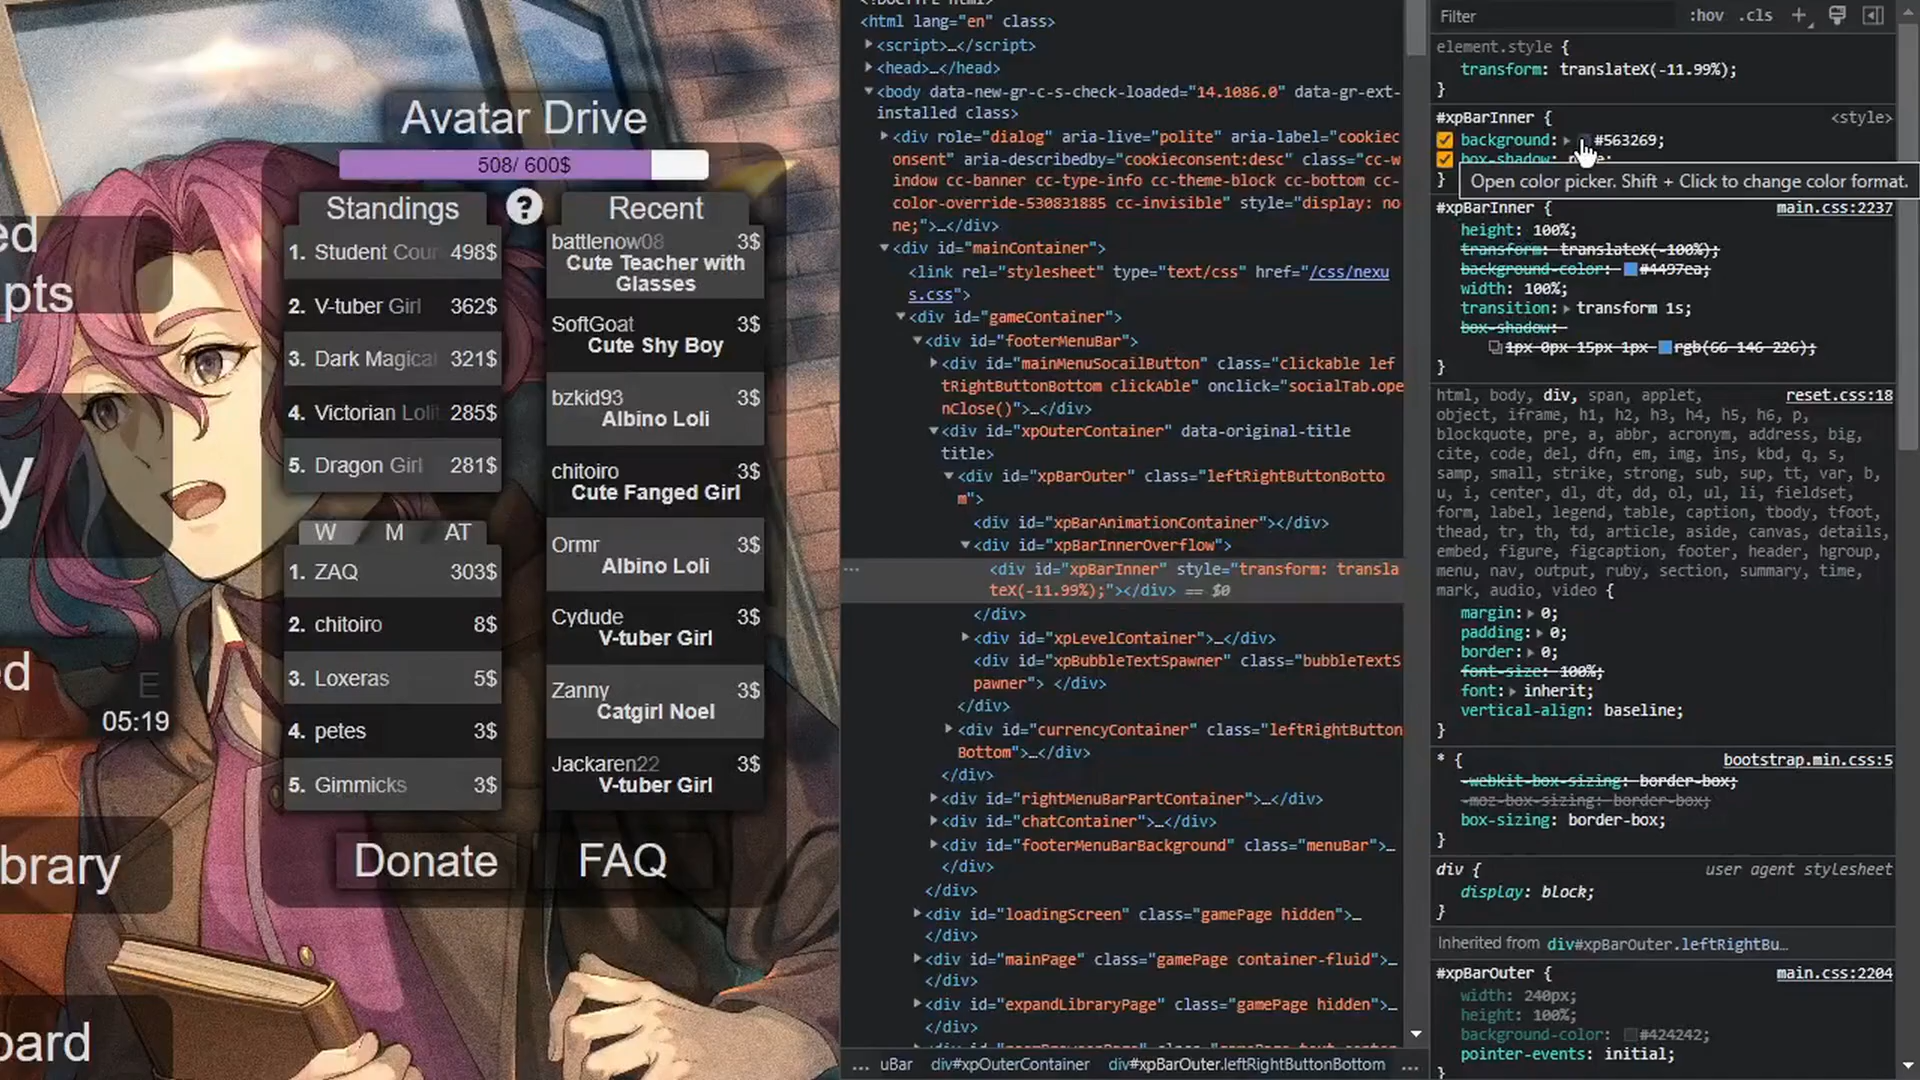 ed
pts
y
ed
E
05:19
brary
oard
Avatar Drive
508/ 600$
Standings
?
Recent
1. Student Cour 498$
2. V-tuber Girl 362$
3. Dark Magica 321$
4. Victorian Loli 285$
5. Dragon Girl 281$
W M AT
1. ZAQ 303$
2. chitoiro 8$
3. Loxeras 5$
4. petes 3$
5. Gimmicks 3$
battlenow08 3$
Cute Teacher with
Glasses
SoftGoat 3$
Cute Shy Boy
bzkid93 3$
Albino Loli
chitoiro 3$
Cute Fanged Girl
Ormr 3$
Albino Loli
Cydude 3$
V-tuber Girl
Zanny 3$
Catgirl Noel
Jackaren22 3$
V-tuber Girl
Donate
FAQ
<html lang="en" class>
<script>…</script>
<head>…</head>
<body data-new-gr-c-s-check-loaded="14.1086.0" data-gr-ext-
installed class>
<div role="dialog" aria-live="polite" aria-label="cookiec
onsent" aria-describedby="cookieconsent:desc" class="cc-w
indow cc-banner cc-type-info cc-theme-block cc-bottom cc-
color-override-530831885 cc-invisible" style="display: no
ne;">…</div>
<div id="mainContainer">
<link rel="stylesheet" type="text/css" href="/css/nexu
s.css">
<div id="gameContainer">
<div id="footerMenuBar">
<div id="mainMenuSocailButton" class="clickable lef
tRightButtonBottom clickAble" onclick="socialTab.ope
nClose()">…</div>
<div id="xpOuterContainer" data-original-title
title>
<div id="xpBarOuter" class="leftRightButtonBotto
m">
<div id="xpBarAnimationContainer"></div>
<div id="xpBarInnerOverflow">
… <div id="xpBarInner" style="transform: transla
teX(-11.99%);"></div> == $0
</div>
<div id="xpLevelContainer">…</div>
<div id="xpBubbleTextSpawner" class="bubbleTextS
pawner"> </div>
</div>
<div id="currencyContainer" class="leftRightButton
Bottom">…</div>
</div>
<div id="rightMenuBarPartContainer">…</div>
<div id="chatContainer">…</div>
<div id="footerMenuBarBackground" class="menuBar">…
</div>
</div>
<div id="loadingScreen" class="gamePage hidden">…
</div>
<div id="mainPage" class="gamePage container-fluid">…
</div>
<div id="expandLibraryPage" class="gamePage hidden">…
</div>
… uBar div#xpOuterContainer div#xpBarOuter.leftRightButtonBottom …
Filter :hov .cls +
element.style {
transform: translateX(-11.99%);
}
#xpBarInner { <style>
background: #563269;
box-shadow:
}
Open color picker. Shift + Click to change color format.
#xpBarInner { main.css:2237
height: 100%;
transform: translateX(-100%);
background-color: #4497ea;
width: 100%;
transition: transform 1s;
box-shadow:
1px 0px 15px 1px rgb(66 146 226);
}
html, body, div, span, applet, reset.css:18
object, iframe, h1, h2, h3, h4, h5, h6, p,
blockquote, pre, a, abbr, acronym, address, big,
cite, code, del, dfn, em, img, ins, kbd, q, s,
samp, small, strike, strong, sub, sup, tt, var, b,
u, i, center, dl, dt, dd, ol, ul, li, fieldset,
form, label, legend, table, caption, tbody, tfoot,
thead, tr, th, td, article, aside, canvas, details,
embed, figure, figcaption, footer, header, hgroup,
menu, nav, output, ruby, section, summary, time,
mark, audio, video {
margin: 0;
padding: 0;
border: 0;
font-size: 100%;
font: inherit;
vertical-align: baseline;
}
* { bootstrap.min.css:5
-webkit-box-sizing: border-box;
-moz-box-sizing: border-box;
box-sizing: border-box;
}
div { user agent stylesheet
display: block;
}
Inherited from div#xpBarOuter.leftRightBu…
#xpBarOuter { main.css:2204
width: 240px;
height: 100%;
background-color: #424242;
pointer-events: initial;
}